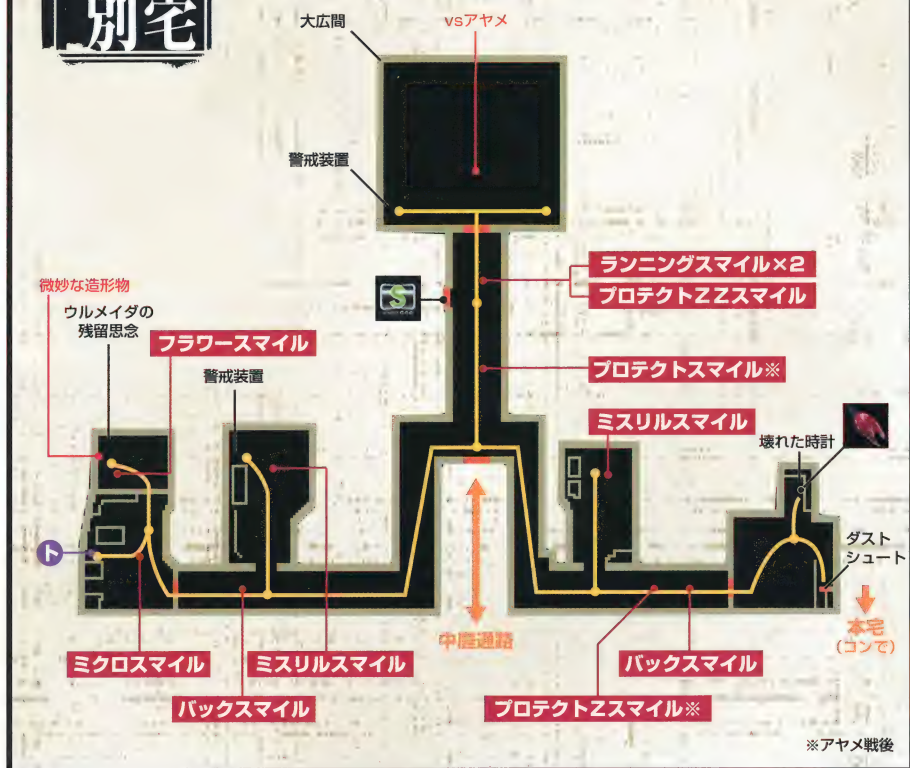 別宅
大広間
vsアヤメ
警戒装置
ランニングスマイル×2
プロテクトZZスマイル
S
微妙な造形物
ウルメイダの
残留思念
フラワースマイル
警戒装置
プロテクトスマイル※
ミスリルスマイル
壊れた時計
ト
ダスト
シュート
中庭通路
本宅
(コンで)
ミクロスマイル
ミスリルスマイル
バックスマイル
バックスマイル
プロテクトZスマイル※
※アヤメ戦後